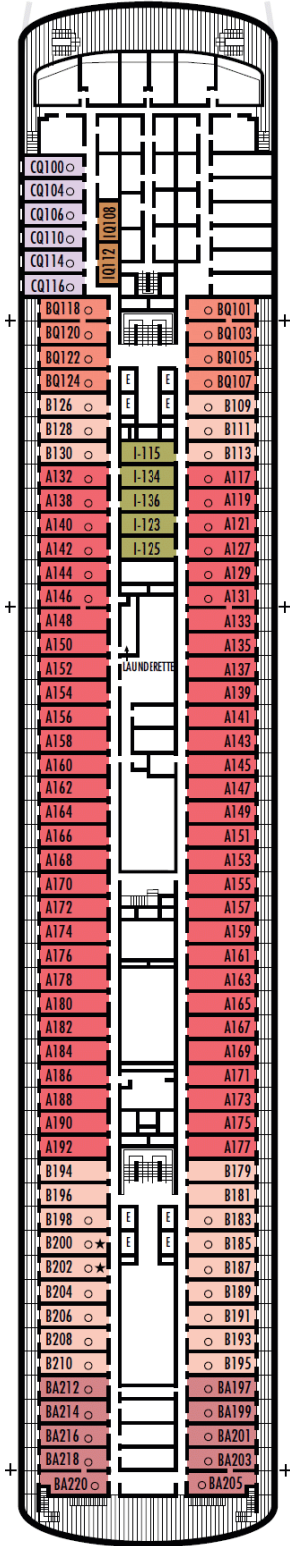 CQ100
CQ104
CQ106
CQ110
CQ114
CQ116
IQ108
IQ112
BQ118 BQ101
BQ120 BQ103
BQ122 BQ105
BQ124 E E BQ107
B126 E E B109
B128 B111
B130 I-115 B113
A132 I-134 A117
A138 I-136 A119
A140 I-123 A121
A142 I-125 A127
A144 A129
A146 A131
A148 A133
A150 A135
A152 LAUNDERETTE A137
A154 A139
A156 A141
A158 A143
A160 A145
A162 A147
A164 A149
A166 A151
A168 A153
A170 A155
A172 A157
A174 A159
A176 A161
A178 A163
A180 A165
A182 A167
A184 A169
A186 A171
A188 A173
A190 A175
A192 A177
B194 B179
B196 B181
B198 E E B183
B200 E E B185
B202 B187
B204 B189
B206 B191
B208 B193
B210 B195
BA212 BA197
BA214 BA199
BA216 BA201
BA218 BA203
BA220 BA205